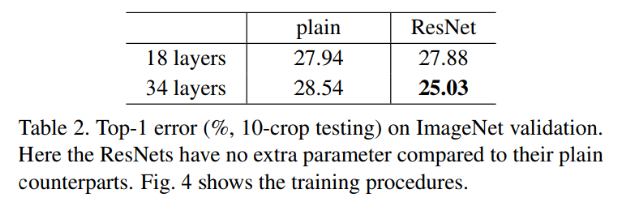 plain ResNet
18 layers 27.94 27.88
34 layers 28.54 25.03
Table 2. Top-1 error (%, 10-crop testing) on ImageNet validation.
Here the ResNets have no extra parameter compared to their plain
counterparts. Fig. 4 shows the training procedures.